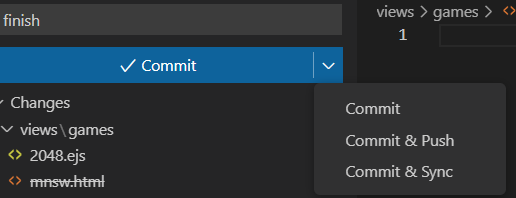 finish
views > games >
1
Commit
Changes
views\games
2048.ejs
mnsw.html
Commit
Commit & Push
Commit & Sync